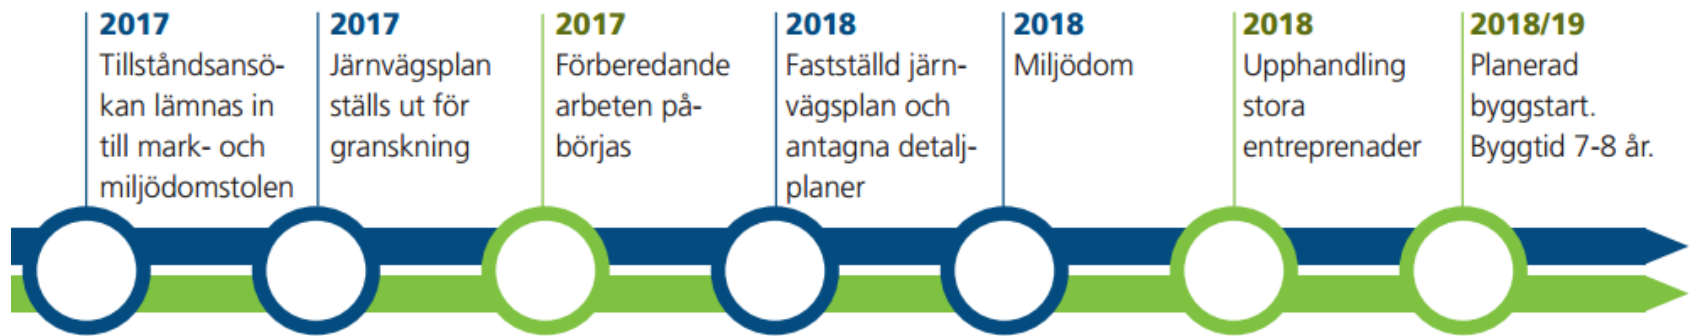 2017
Tillståndsansö-
kan lämnas in
till mark- och
miljödomstolen
2017
Järnvägsplan
ställs ut för
granskning
2017
Förberedande
arbeten på-
börjas
2018
Fastställd järn-
vägsplan och
antagna detalj-
planer
2018
Miljödom
2018
Upphandling
stora
entreprenader
2018/19
Planerad
byggstart.
Byggtid 7-8 år.